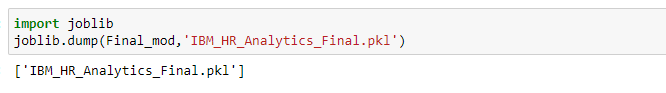 import joblib
joblib.dump(Final_mod,'IBM_HR_Analytics_Final.pkl')
['IBM_HR_Analytics_Final.pkl']